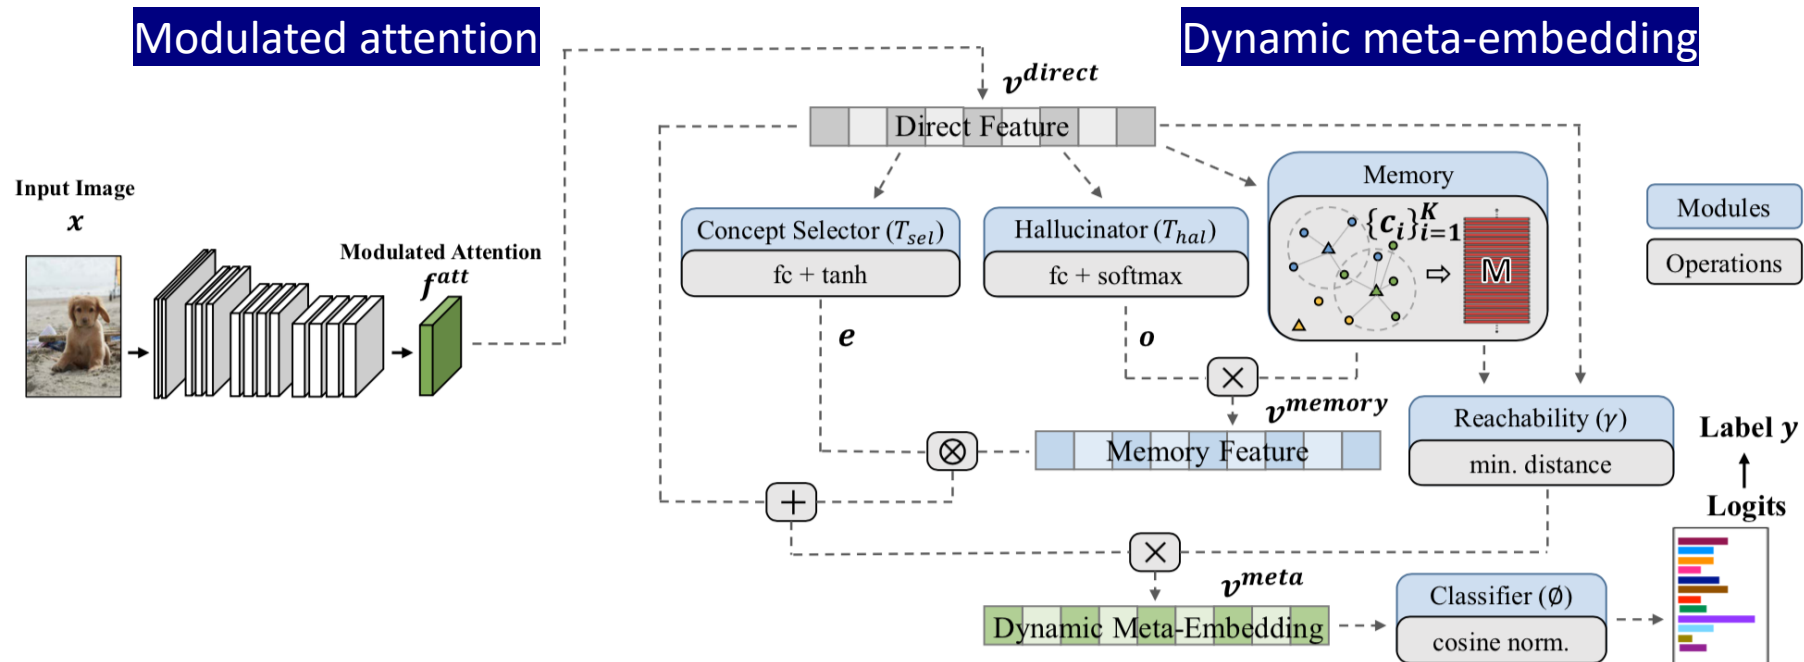 Modulated attention
Dynamic meta-embedding
v^direct
Direct Feature
Input Image
x
Modulated Attention
f^att
Concept Selector (T_sel)
fc + tanh
Hallucinator (T_hal)
fc + softmax
Memory
{c_i}_{i=1}^K
M
Modules
Operations
e
o
×
v^memory
Memory Feature
⊗
+
Reachability (γ)
min. distance
Label y
Logits
×
v^meta
Dynamic Meta-Embedding
Classifier (∅)
cosine norm.